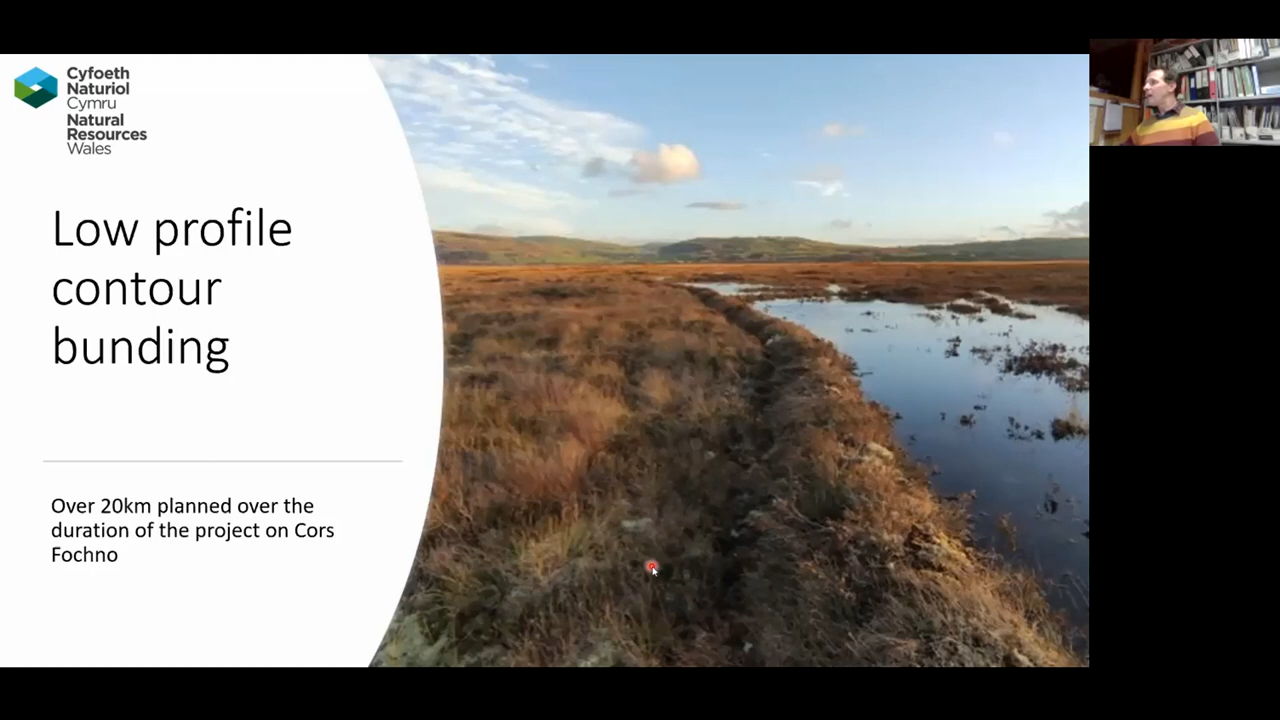 Cyfoeth
Naturiol
Cymru
Natural
Resources
Wales
Low profile
contour
bunding
Over 20km planned over the
duration of the project on Cors
Fochno